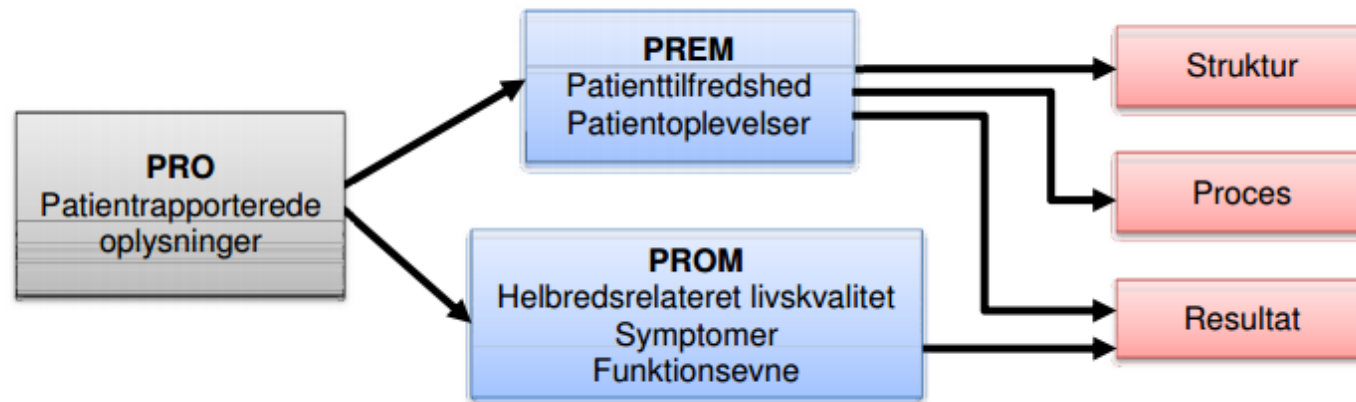 PRO
Patientrapporterede
oplysninger
PREM
Patienttilfredshed
Patientoplevelser
PROM
Helbredsrelateret livskvalitet
Symptomer
Funktionsevne
Struktur
Proces
Resultat